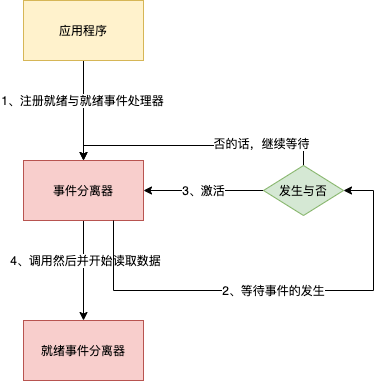 应用程序
1、注册就绪与就绪事件处理器
否的话，继续等待
事件分离器
3、激活
发生与否
4、调用然后并开始读取数据
2、等待事件的发生
就绪事件分离器